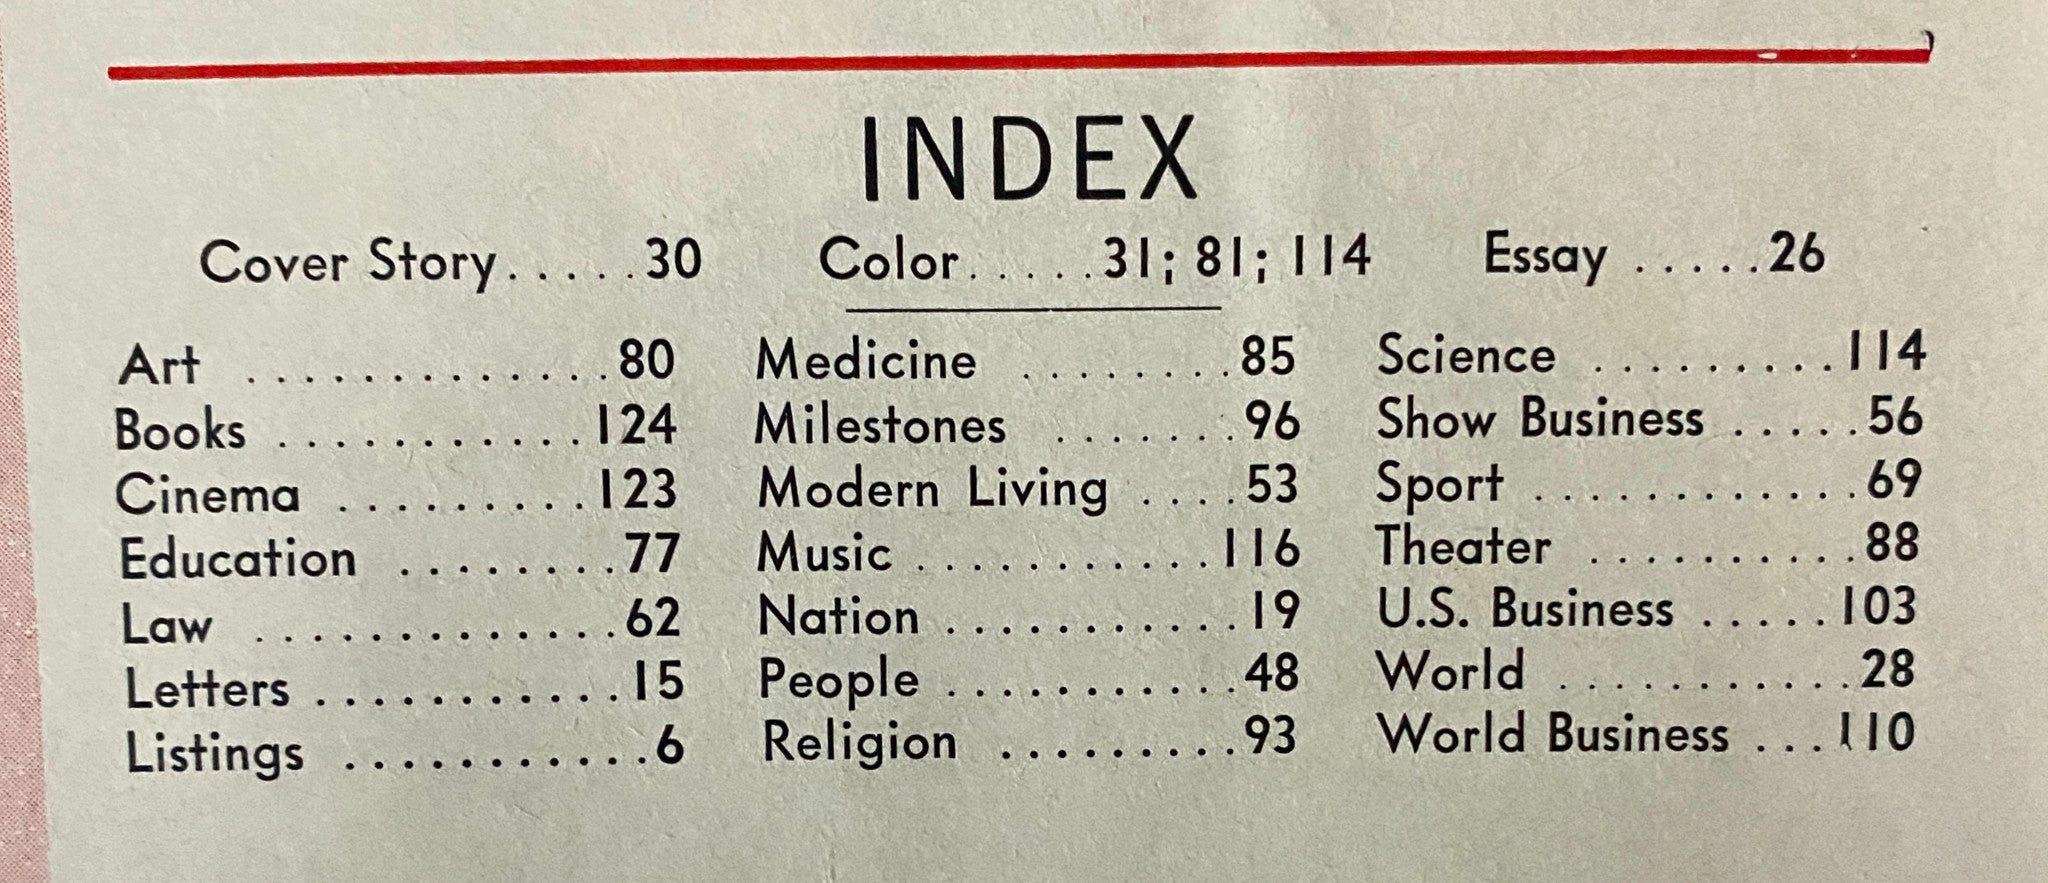 INDEX
Cover Story.....30 Color.....31; 81; 114 Essay .....26
Art .............80
Books ............124
Cinema ..........123
Education ........77
Law ..............62
Letters ...........15
Listings ...........6
Medicine ........85
Milestones .......96
Modern Living ....53
Music ............116
Nation ...........19
People ...........48
Religion .........93
Science .........114
Show Business .....56
Sport ............69
Theater ..........88
U.S. Business .....103
World ...........28
World Business ...110